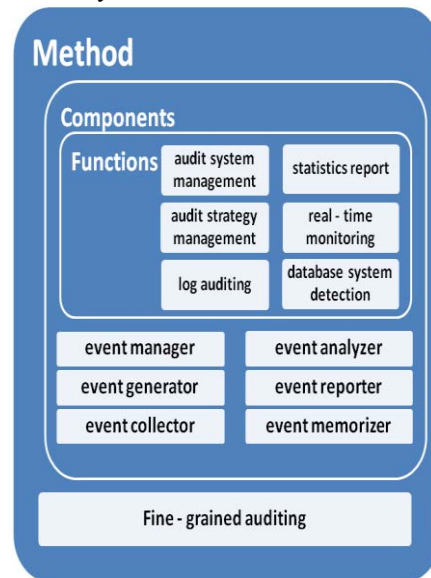 Method
Components
Functions
audit system
management
statistics report
audit strategy
management
real - time
monitoring
log auditing
database system
detection
event manager
event analyzer
event generator
event reporter
event collector
event memorizer
Fine - grained auditing